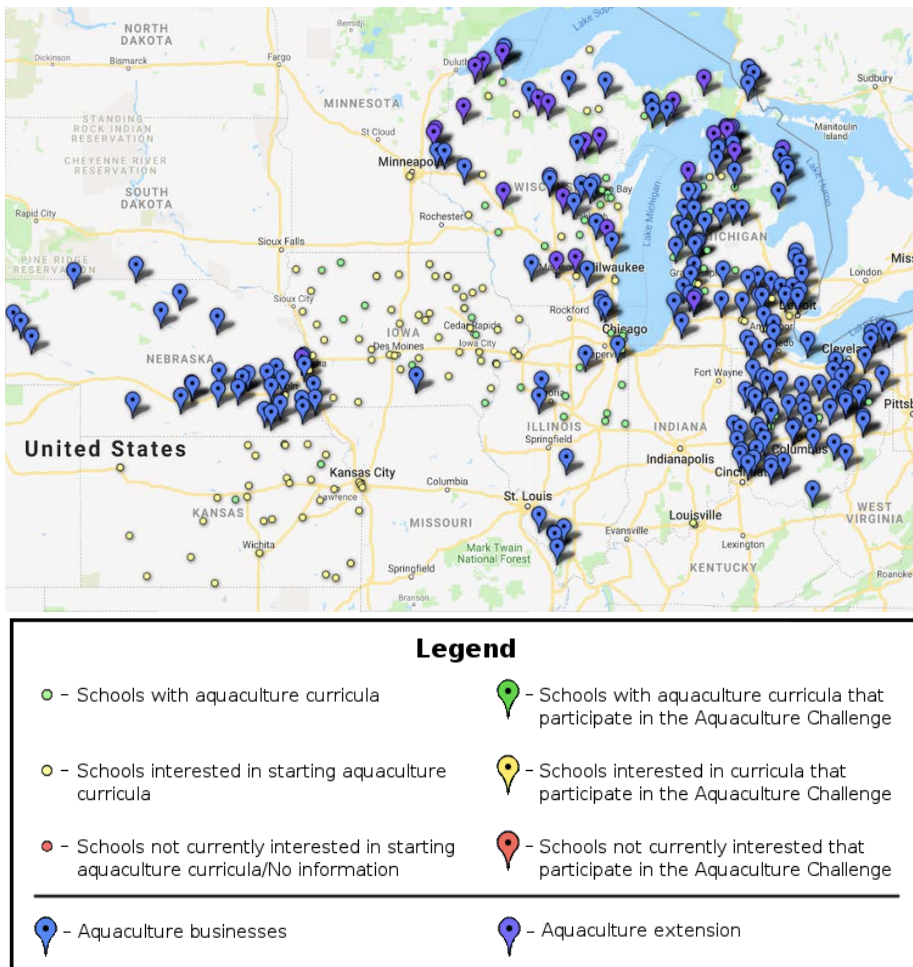 NORTH
DAKOTA
Bemidji
Lake Superior
Dickinson
Bismarck
Fargo
Duluth
Sudbury
MINNESOTA
STANDING
ROCK INDIAN
RESERVATION
St Cloud
Manitoulin
Island
CHEYENNE RIVER
RESERVATION
Minneapolis
SOUTH
DAKOTA
Lake Michigan
Lake Huron
Rapid City
Rochester
PINE RIDGE
RESERVATION
Sioux Falls
MICHIGAN
London
Milwaukee
Sioux City
Rockford
IOWA
Cedar Rapids
Chicago
Des Moines
Iowa City
NEBRASKA
Fort Wayne
Cleveland
ILLINOIS
INDIANA
Pittsb
United States
Springfield
Indianapolis
Columbus
Kansas City
Cincinnati
Lawrence
Columbia
St. Louis
KANSAS
MISSOURI
Louisville
WEST
VIRGINIA
Wichita
Evansville
Lexington
Mark Twain
National Forest
KENTUCKY
Springfield
Roanoke
Branson
Legend
– Schools with aquaculture curricula
– Schools with aquaculture curricula that
participate in the Aquaculture Challenge
– Schools interested in starting aquaculture
curricula
– Schools interested in curricula that
participate in the Aquaculture Challenge
– Schools not currently interested in starting
aquaculture curricula/No information
– Schools not currently interested that
participate in the Aquaculture Challenge
– Aquaculture businesses
– Aquaculture extension